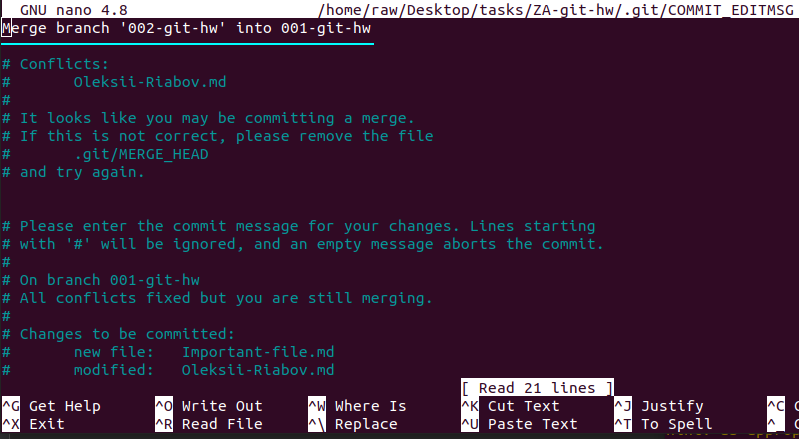 GNU nano 4.8 /home/raw/Desktop/tasks/ZA-git-hw/.git/COMMIT_EDITMSG
Merge branch '002-git-hw' into 001-git-hw
# Conflicts:
# Oleksii-Riabov.md
#
# It looks like you may be committing a merge.
# If this is not correct, please remove the file
# .git/MERGE_HEAD
# and try again.
# Please enter the commit message for your changes. Lines starting
# with '#' will be ignored, and an empty message aborts the commit.
#
# On branch 001-git-hw
# All conflicts fixed but you are still merging.
#
# Changes to be committed:
# new file: Important-file.md
# modified: Oleksii-Riabov.md
[ Read 21 lines ]
^G Get Help ^O Write Out ^W Where Is ^K Cut Text ^J Justify ^C
^X Exit ^R Read File ^\ Replace ^U Paste Text ^T To Spell